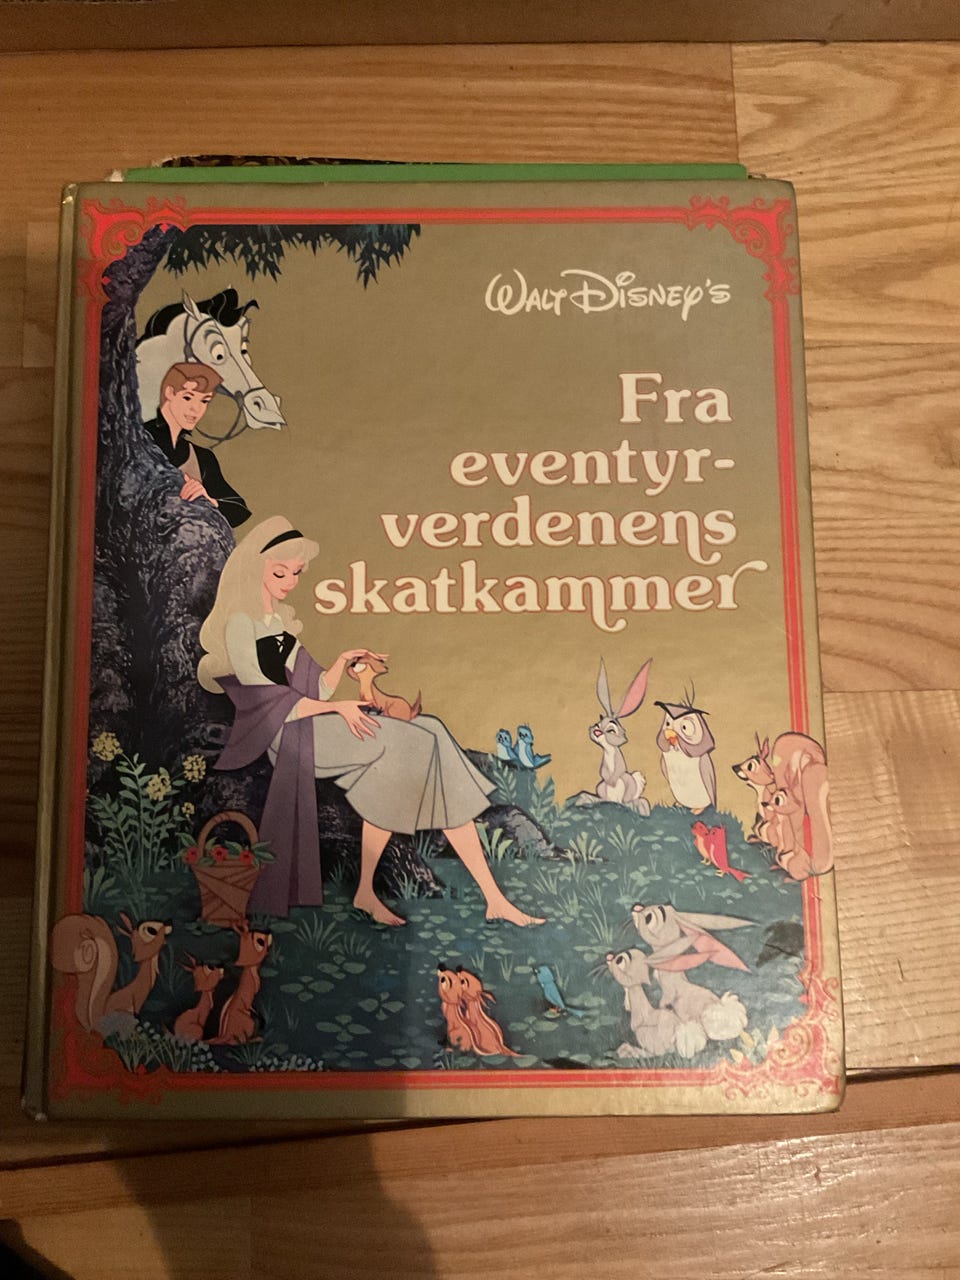 Walt Disney's
Fra
eventyr-
verdenens
skatkammer